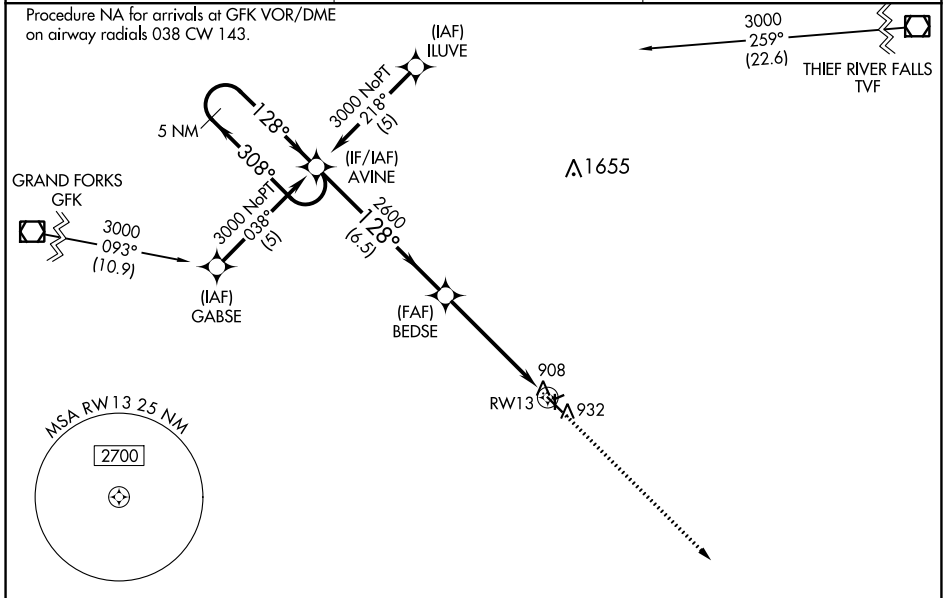 Procedure NA for arrivals at GFK VOR/DME
on airway radials 038 CW 143.
(IAF)
ILUVE
3000
259°
(22.6)
THIEF RIVER FALLS
TVF
3000 NoPT
218°
(5)
5 NM
128°
308°
(IF/IAF)
AVINE
1655
GRAND FORKS
GFK
3000
093°
(10.9)
3000 NoPT
038°
(5)
2600
128°
(6.5)
(IAF)
GABSE
(FAF)
BEDSE
908
RW13
932
MSA RW13 25 NM
2700